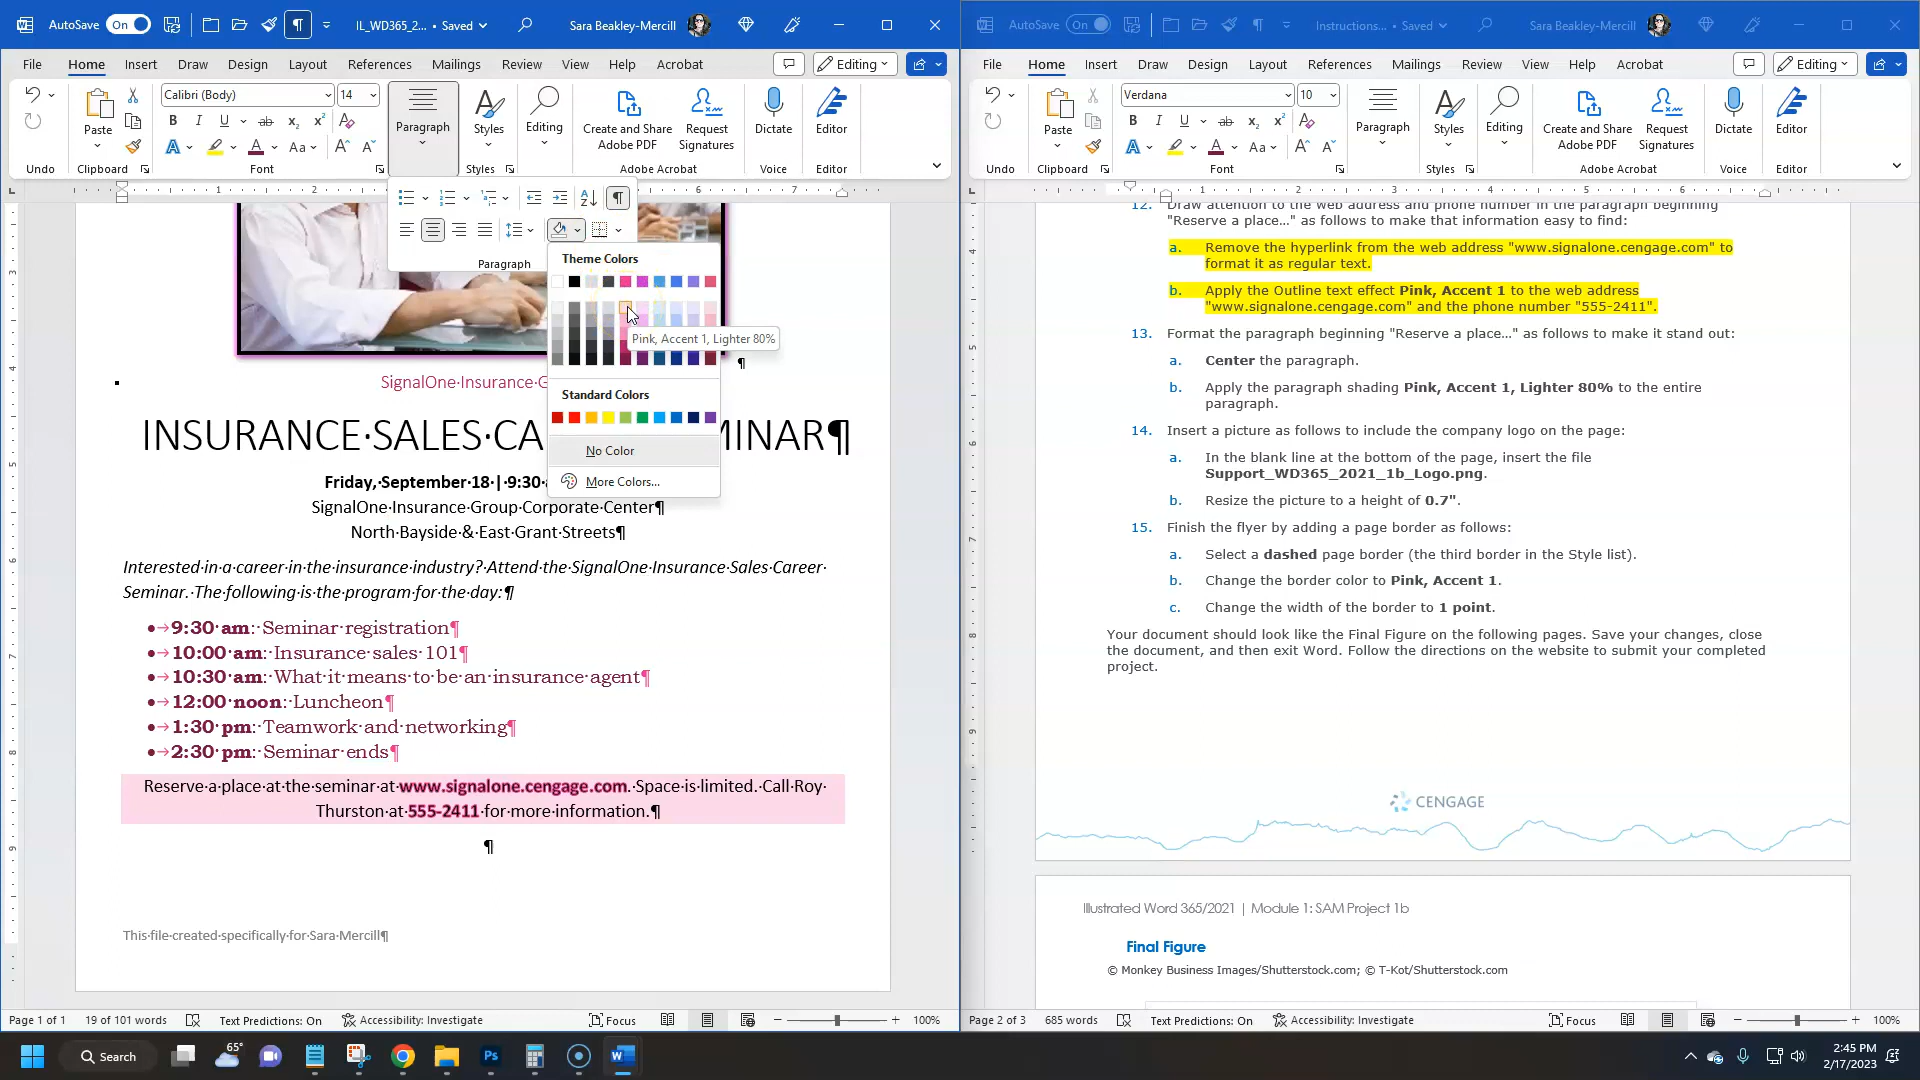 AutoSave On IL_WD365_2... • Saved Sara Beakley-Mercill
File Home Insert Draw Design Layout References Mailings Review View Help Acrobat Editing
Calibri (Body) 14
Paste Paragraph Styles Editing Create and Share Adobe PDF Request Signatures Dictate Editor
Undo Clipboard Font Styles Adobe Acrobat Voice Editor
Paragraph
Theme Colors
Pink, Accent 1, Lighter 80%
Standard Colors
No Color
More Colors...
SignalOne·Insurance·G
INSURANCE·SALES·CA MINAR¶
Friday,·September·18·|·9:30·a
SignalOne·Insurance·Group·Corporate·Center¶
North·Bayside·&·East·Grant·Streets¶
Interested·in·a·career·in·the·insurance·industry?·Attend·the·SignalOne·Insurance·Sales·Career·
Seminar.·The·following·is·the·program·for·the·day:¶
•→9:30·am:·Seminar·registration¶
•→10:00·am:·Insurance·sales·101¶
•→10:30·am:·What·it·means·to·be·an·insurance·agent¶
•→12:00·noon:·Luncheon¶
•→1:30·pm:·Teamwork·and·networking¶
•→2:30·pm:·Seminar·ends¶
Reserve·a·place·at·the·seminar·at·www.signalone.cengage.com.·Space·is·limited.·Call·Roy·
Thurston·at·555-2411·for·more·information.¶
¶
This·file·created·specifically·for·Sara·Mercill¶
Page 1 of 1 19 of 101 words Text Predictions: On Accessibility: Investigate Focus 100%
AutoSave On Instructions... • Saved Sara Beakley-Mercill
File Home Insert Draw Design Layout References Mailings Review View Help Acrobat Editing
Verdana 10
Paste Paragraph Styles Editing Create and Share Adobe PDF Request Signatures Dictate Editor
Undo Clipboard Font Styles Adobe Acrobat Voice Editor
12. Draw attention to the web address and phone number in the paragraph beginning
"Reserve a place…" as follows to make that information easy to find:
a. Remove the hyperlink from the web address "www.signalone.cengage.com" to
format it as regular text.
b. Apply the Outline text effect Pink, Accent 1 to the web address
"www.signalone.cengage.com" and the phone number "555-2411".
13. Format the paragraph beginning "Reserve a place…" as follows to make it stand out:
a. Center the paragraph.
b. Apply the paragraph shading Pink, Accent 1, Lighter 80% to the entire
paragraph.
14. Insert a picture as follows to include the company logo on the page:
a. In the blank line at the bottom of the page, insert the file
Support_WD365_2021_1b_Logo.png.
b. Resize the picture to a height of 0.7".
15. Finish the flyer by adding a page border as follows:
a. Select a dashed page border (the third border in the Style list).
b. Change the border color to Pink, Accent 1.
c. Change the width of the border to 1 point.
Your document should look like the Final Figure on the following pages. Save your changes, close
the document, and then exit Word. Follow the directions on the website to submit your completed
project.
CENGAGE
Illustrated Word 365/2021 | Module 1: SAM Project 1b
Final Figure
© Monkey Business Images/Shutterstock.com; © T-Kot/Shutterstock.com
Page 2 of 3 685 words Text Predictions: On Accessibility: Investigate Focus 100%
Search 65° 2:45 PM
2/17/2023